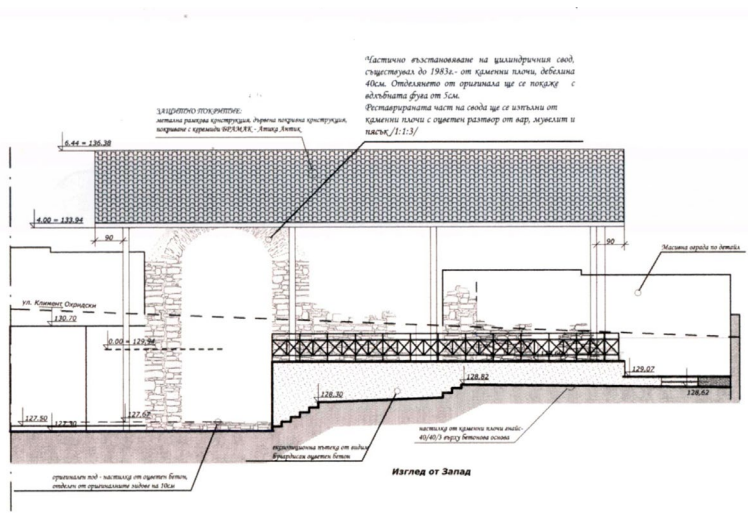 Частично възстановяване на цилиндричния свод,
съществувал до 1983г.- от каменни плочи, дебелина
40см. Отделянето от оригинала ще се покаже с
вдлъбната фуга от 5см.
Реставрираната част на свода ще се изпълни от
каменни плочи с оцветен разтвор от вар, мувелит и
пясък /1:1:3/
ЗАЩИТНО ПОКРИТИЕ:
метална рамкова конструкция, дървена покривна конструкция,
покриване с керемиди БРАМАК - Атика Антик
6.44 = 136.38
4.00 = 133.94
90
90
Масивна ограда по детайл
ул. Климент Охридски
130.70
0.00 = 129.94
129.07
128.82
128.62
128.30
127.50
127.50
127.67
настилка от каменни плочи гнайс-
40/40/3 върху бетонова основа
експозиционна пътека от видим
бучардисан оцветен бетон
оригинален под - настилка от оцветен бетон,
отделен от оригиналните зидове на 10см
Изглед от Запад